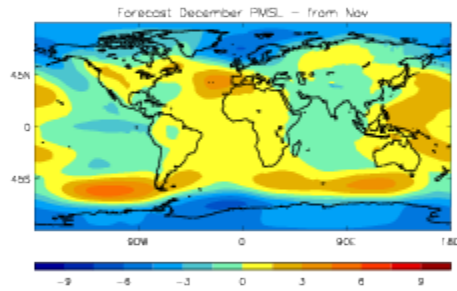 Forecast December PMSL - from Nov
45N
0
45S
90W 0 90E 180
-9 -6 -3 0 3 6 9